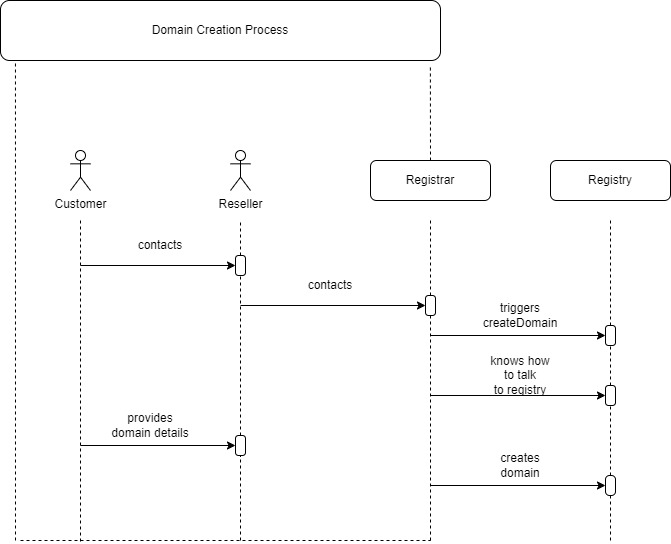 Domain Creation Process
Customer
Reseller
Registrar
Registry
contacts
contacts
triggers
createDomain
knows how
to talk
to registry
provides
domain details
creates
domain